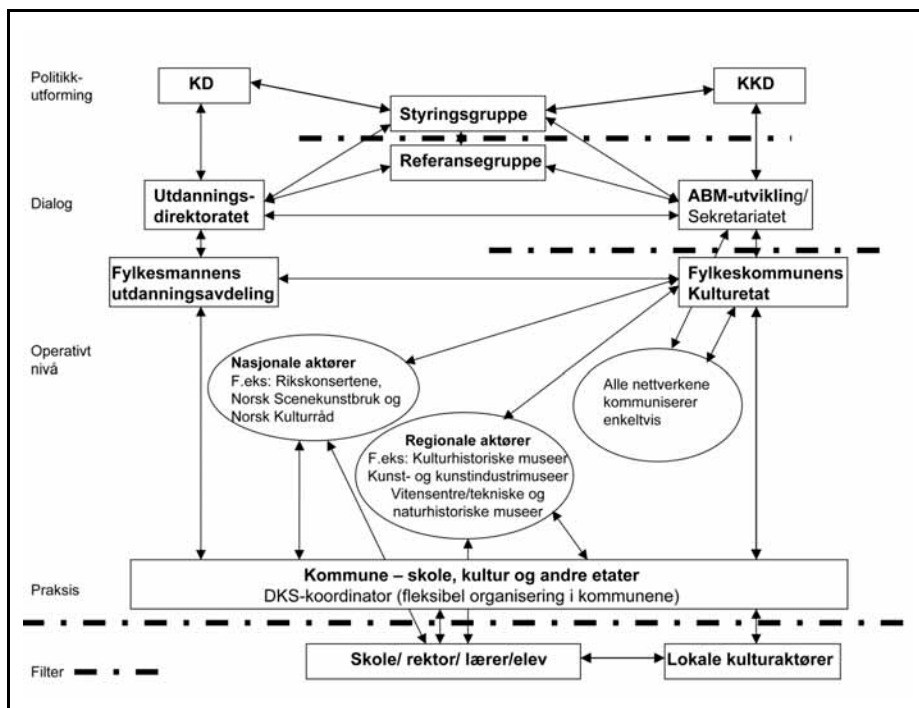 Politikk-
utforming
KD
KKD
Styringsgruppe
Referansegruppe
Dialog
Utdannings-
direktoratet
ABM-utvikling/
Sekretariatet
Fylkesmannens
utdanningsavdeling
Fylkeskommunens
Kulturetat
Operativt
nivå
Nasjonale aktører
F.eks: Rikskonsertene,
Norsk Scenekunstbruk og
Norsk Kulturråd
Alle nettverkene
kommuniserer
enkeltvis
Regionale aktører
F.eks: Kulturhistoriske museer
Kunst- og kunstindustrimuseer
Vitensentre/tekniske og
naturhistoriske museer
Praksis
Kommune – skole, kultur og andre etater
DKS-koordinator (fleksibel organisering i kommunene)
Skole/ rektor/ lærer/elev
Lokale kulturaktører
Filter